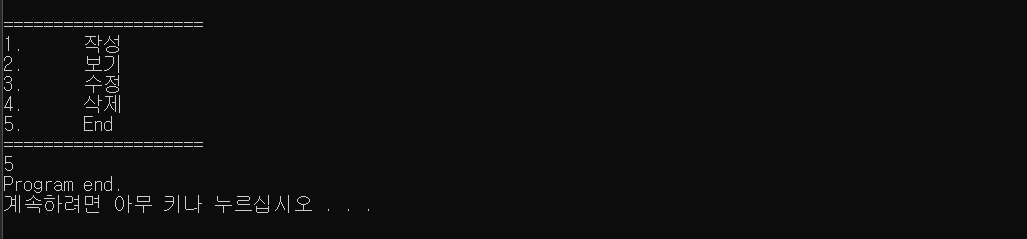 ====================
1.	작성
2.	보기
3.	수정
4.	삭제
5.	End
====================
5
Program end.
계속하려면 아무 키나 누르십시오 . . .